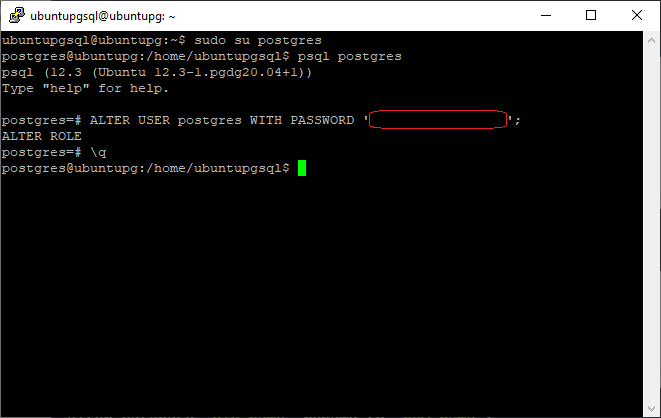 ubuntupgsql@ubuntupg: ~
ubuntupgsql@ubuntupg:~$ sudo su postgres
postgres@ubuntupg:/home/ubuntupgsql$ psql postgres
psql (12.3 (Ubuntu 12.3-1.pgdg20.04+1))
Type "help" for help.
postgres=# ALTER USER postgres WITH PASSWORD '';
ALTER ROLE
postgres=# \q
postgres@ubuntupg:/home/ubuntupgsql$